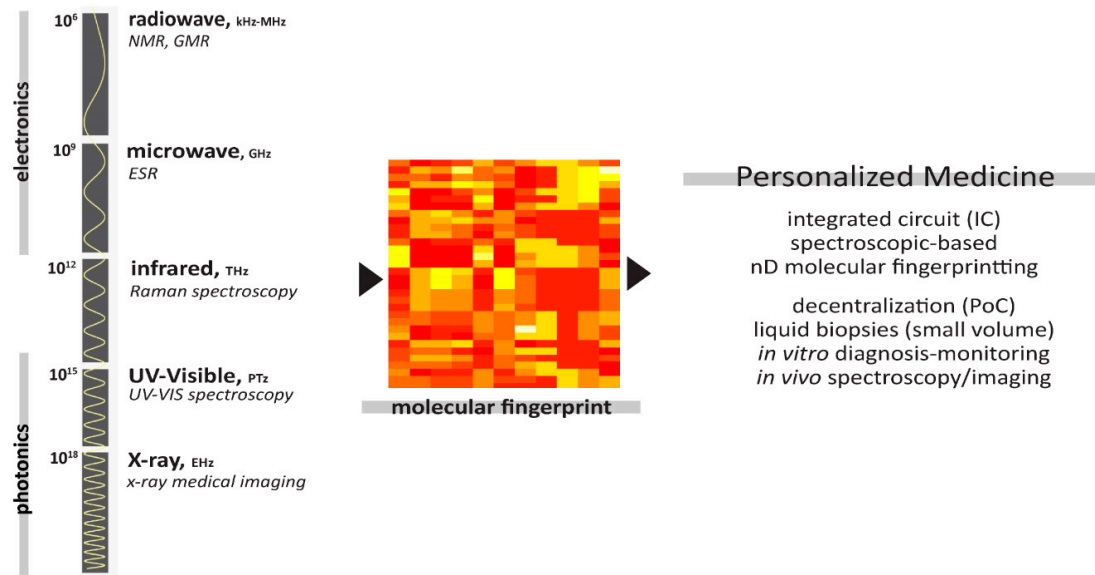 electronics
photonics
10⁶
radiowave, kHz-MHz
NMR, GMR
10⁹
microwave, GHz
ESR
10¹²
infrared, THz
Raman spectroscopy
10¹⁵
UV-Visible, PTz
UV-VIS spectroscopy
10¹⁸
X-ray, EHz
x-ray medical imaging
molecular fingerprint
Personalized Medicine
integrated circuit (IC)
spectroscopic-based
nD molecular fingerprintting
decentralization (PoC)
liquid biopsies (small volume)
in vitro diagnosis-monitoring
in vivo spectroscopy/imaging